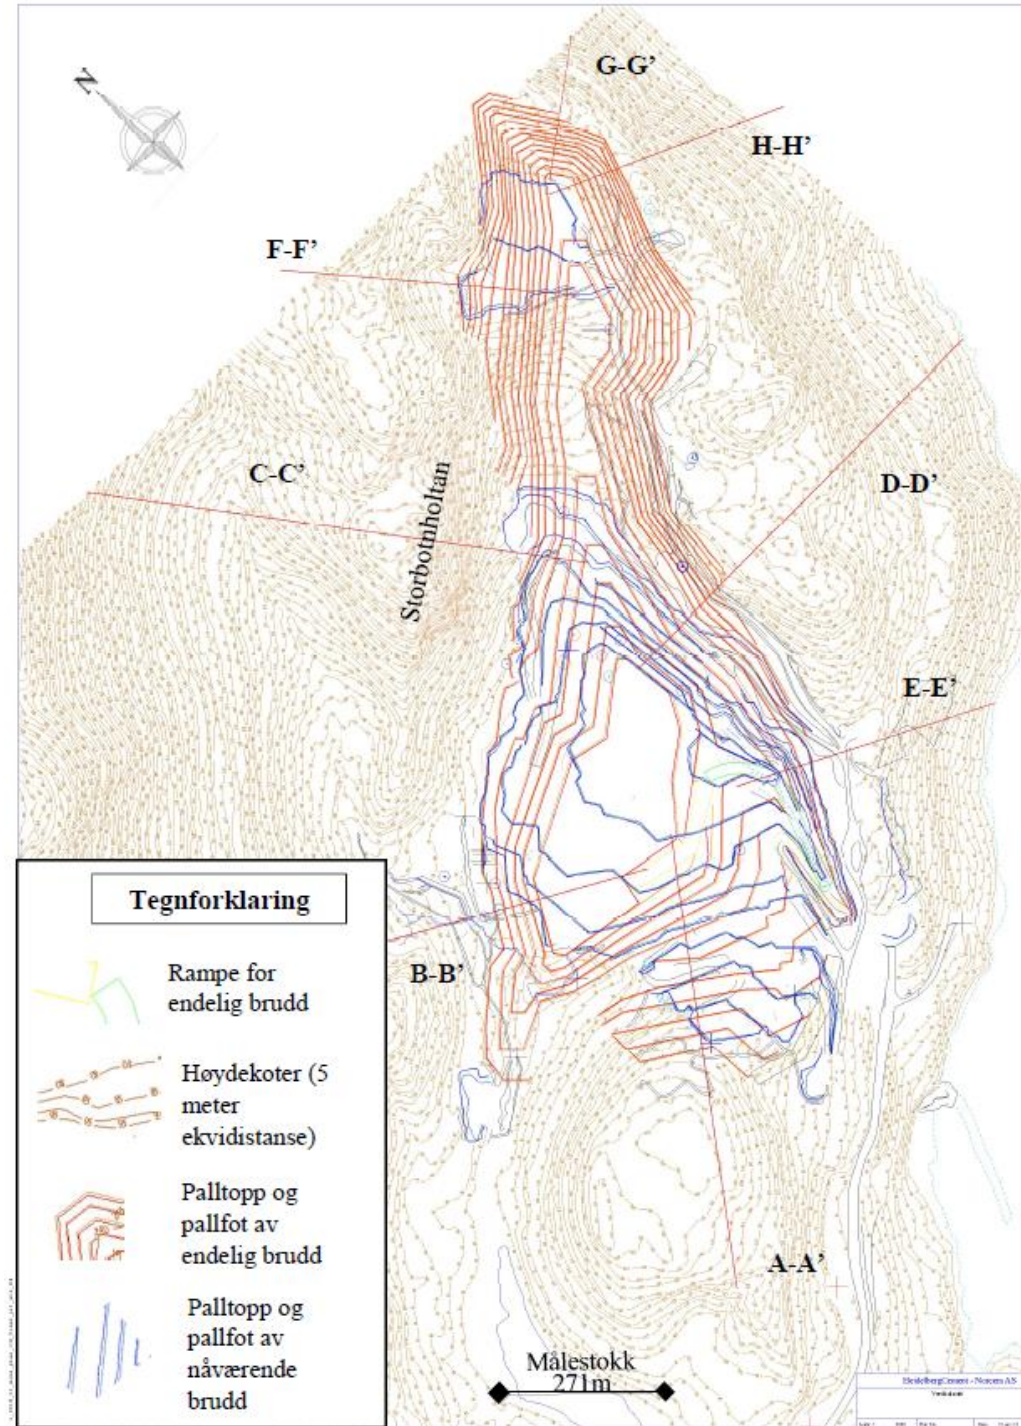 G-G’
N
H-H’
F-F’
C-C’
D-D’
Storbotnholtan
E-E’
B-B’
Tegnforklaring
Rampe for
endelig brudd
Høydekoter (5
meter
ekvidistanse)
Palltopp og
pallfot av
endelig brudd
Palltopp og
pallfot av
nåværende
brudd
A-A’
Målestokk
271m
HeidelbergCement - Norcem AS